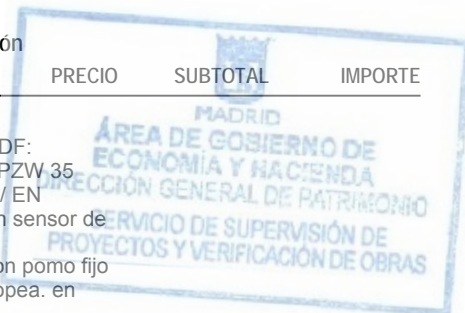 ón
PRECIO SUBTOTAL IMPORTE
MADRID
ÁREA DE GOBIERNO DE
ECONOMÍA Y HACIENDA
DIRECCIÓN GENERAL DE PATRIMONIO
SERVICIO DE SUPERVISIÓN DE
PROYECTOS Y VERIFICACIÓN DE OBRAS
DF:
PZW 35
/ EN
n sensor de
on pomo fijo
opea. en